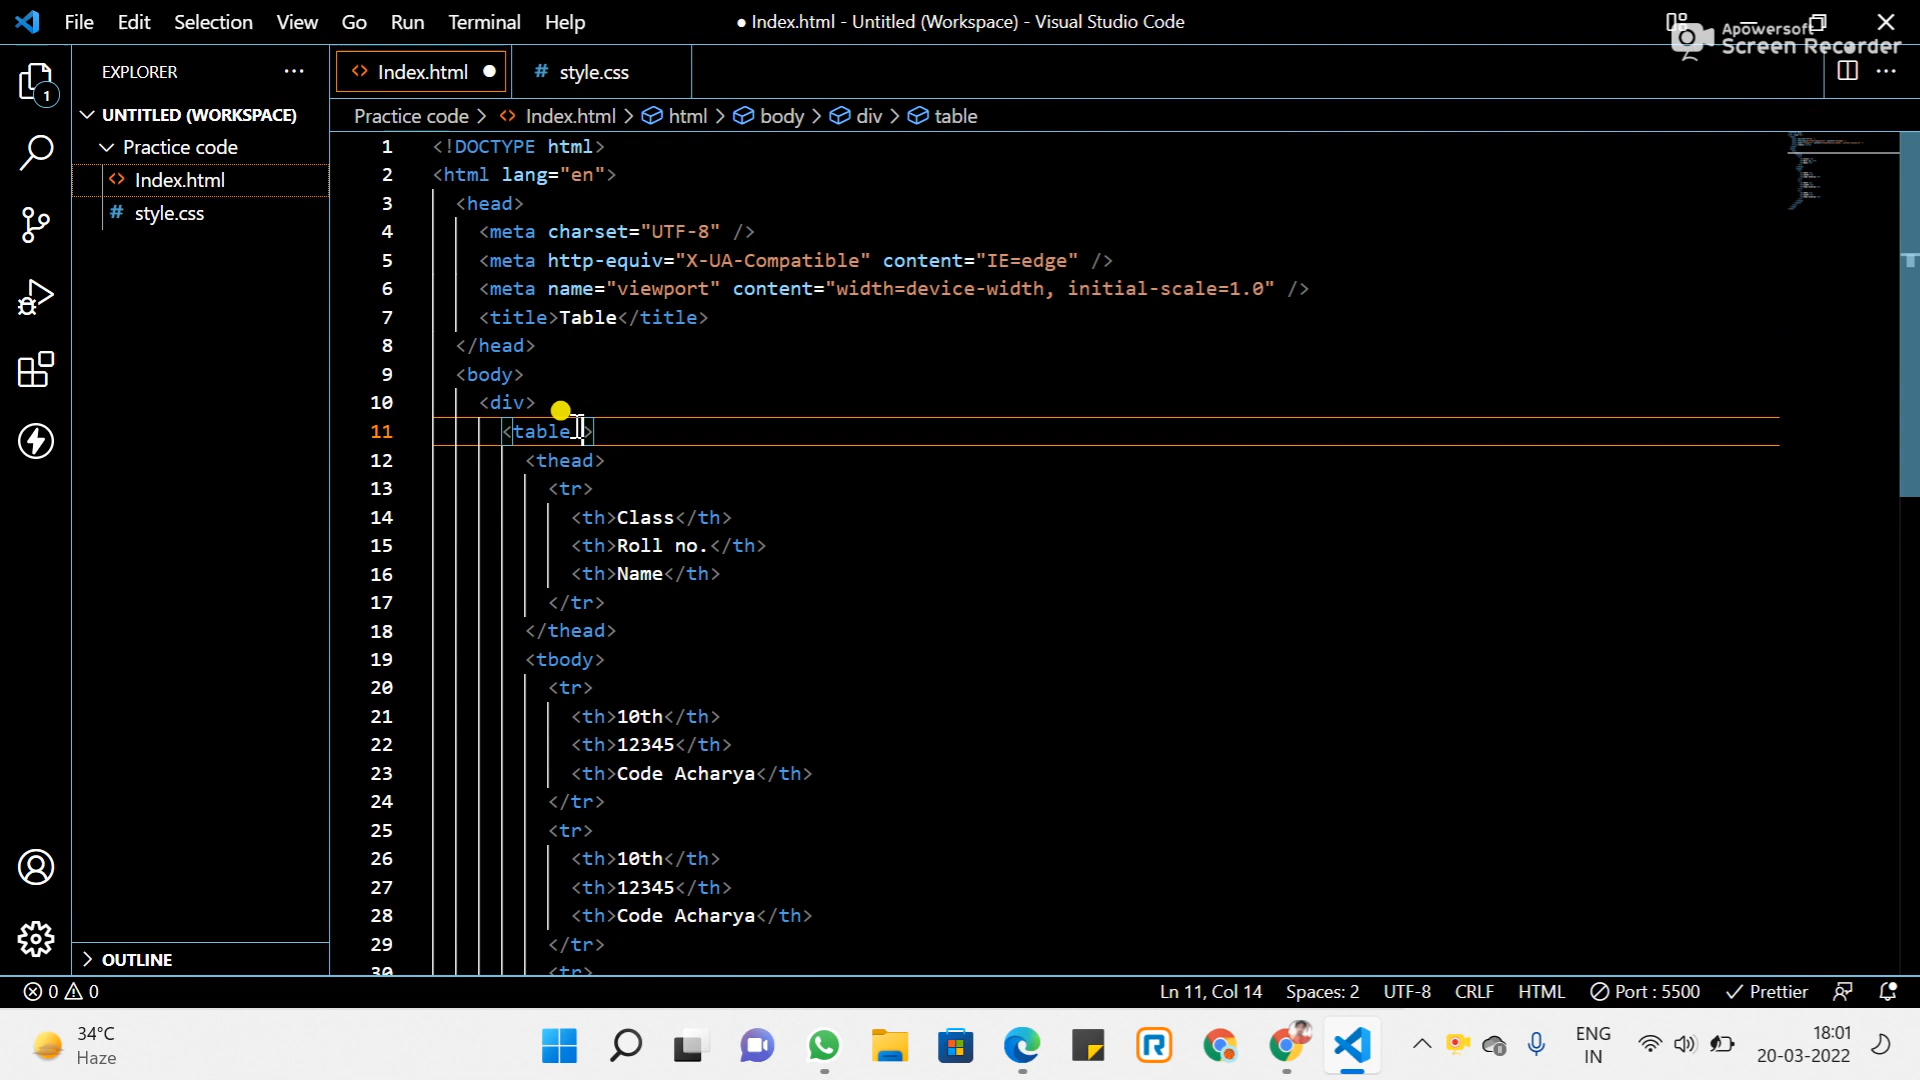 File Edit Selection View Go Run Terminal Help
● Index.html - Untitled (Workspace) - Visual Studio Code
Apowersoft
Screen Recorder
EXPLORER ...
1
UNTITLED (WORKSPACE)
Practice code
Index.html
style.css
OUTLINE
Index.html
# style.css
Practice code > Index.html > html > body > div > table
1 <!DOCTYPE html>
2 <html lang="en">
3 <head>
4 <meta charset="UTF-8" />
5 <meta http-equiv="X-UA-Compatible" content="IE=edge" />
6 <meta name="viewport" content="width=device-width, initial-scale=1.0" />
7 <title>Table</title>
8 </head>
9 <body>
10 <div>
11 <table >
12 <thead>
13 <tr>
14 <th>Class</th>
15 <th>Roll no.</th>
16 <th>Name</th>
17 </tr>
18 </thead>
19 <tbody>
20 <tr>
21 <th>10th</th>
22 <th>12345</th>
23 <th>Code Acharya</th>
24 </tr>
25 <tr>
26 <th>10th</th>
27 <th>12345</th>
28 <th>Code Acharya</th>
29 </tr>
30 <tr>
0 0
Ln 11, Col 14 Spaces: 2 UTF-8 CRLF HTML Port : 5500 Prettier
34°C
Haze
ENG
IN
18:01
20-03-2022